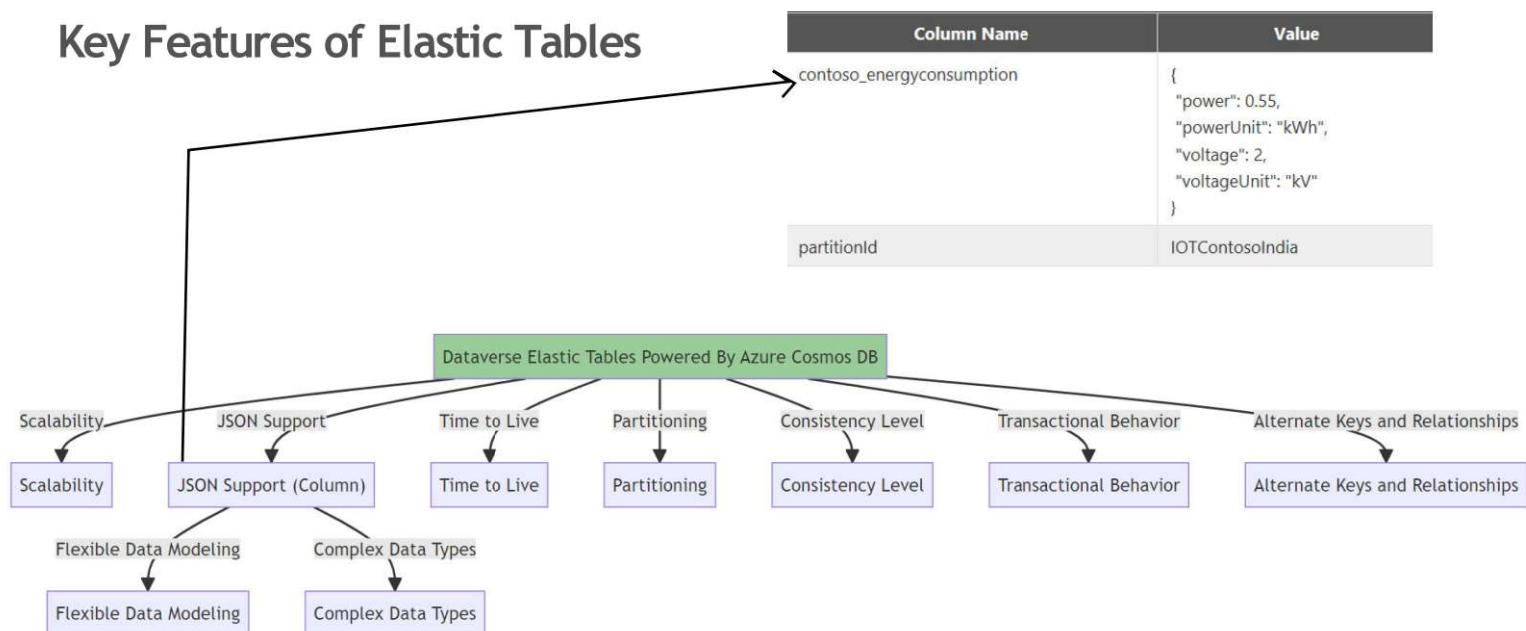 Key Features of Elastic Tables
Column Name Value
contoso_energyconsumption {
"power": 0.55,
"powerUnit": "kWh",
"voltage": 2,
"voltageUnit": "kV"
}
partitionId IOTContosoIndia
Dataverse Elastic Tables Powered By Azure Cosmos DB
Scalability JSON Support Time to Live Partitioning Consistency Level Transactional Behavior Alternate Keys and Relationships
Scalability JSON Support (Column) Time to Live Partitioning Consistency Level Transactional Behavior Alternate Keys and Relationships
Flexible Data Modeling Complex Data Types
Flexible Data Modeling Complex Data Types